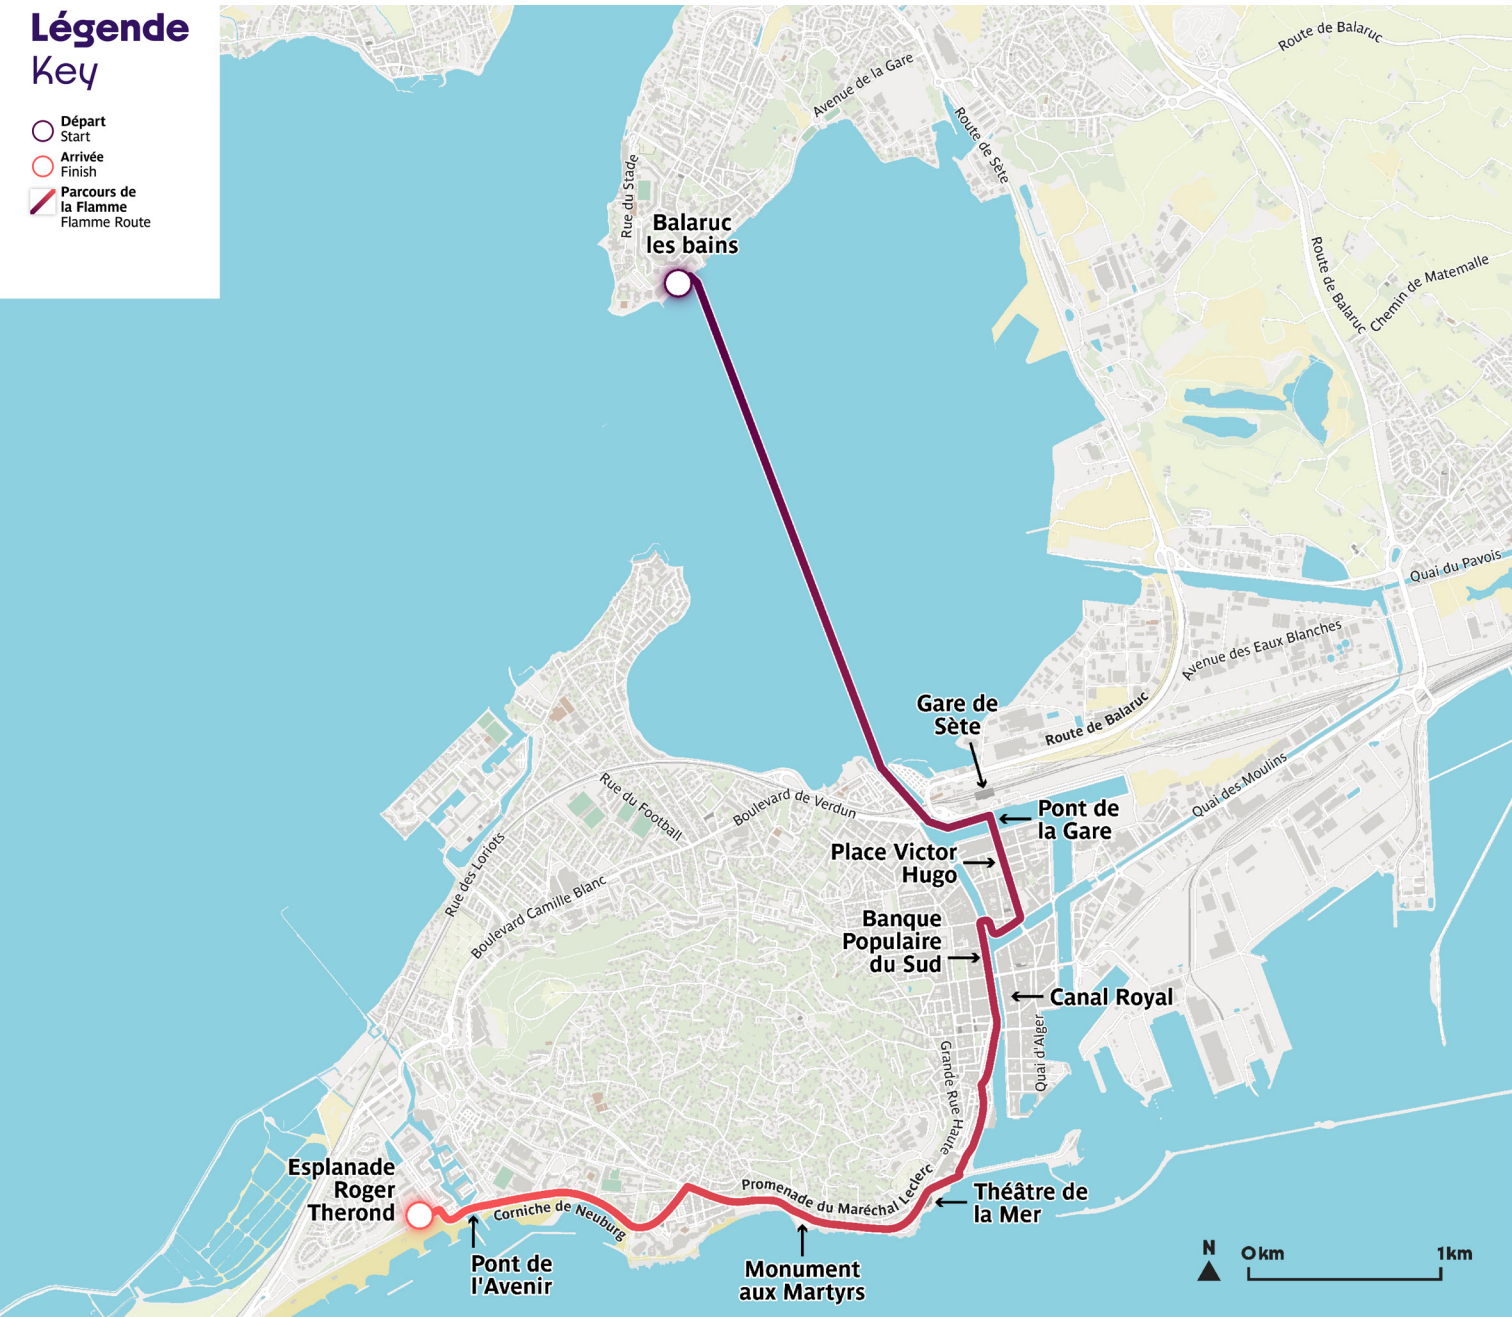 Légende
Key
Départ
Start
Arrivée
Finish
Parcours de
la Flamme
Flamme Route
Route de Balaruc
Avenue de la Gare
Route de Sète
Rue du Stade
Balaruc
les bains
Route de Balaruc
Chemin de Matemalle
Quai du Pavois
Avenue des Eaux Blanches
Gare de
Sète
Route de Balaruc
Quai des Moulins
Rue du Football
Boulevard de Verdun
Pont de
la Gare
Place Victor
Hugo
Rue des Loriots
Boulevard Camille Blanc
Banque
Populaire
du Sud
Canal Royal
Quai d'Alger
Grande Rue Haute
Esplanade
Roger
Therond
Corniche de Neuburg
Promenade du Maréchal Leclerc
Théâtre de
la Mer
Pont de
l'Avenir
Monument
aux Martyrs
N
0km
1km